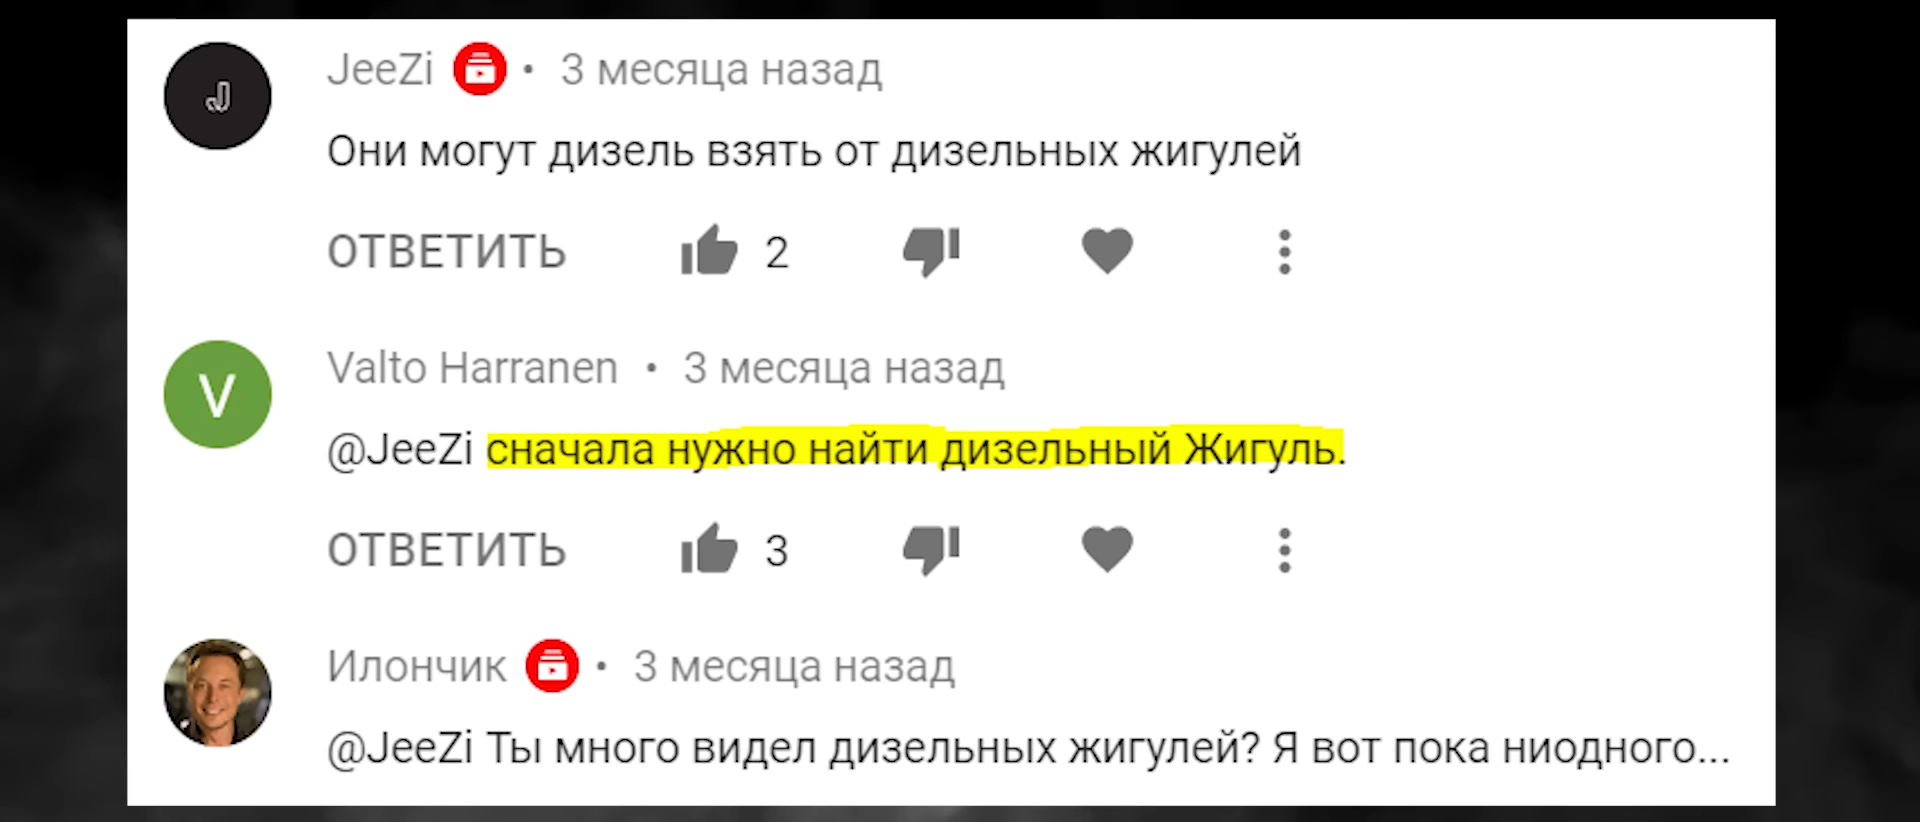 J
JeeZi • 3 месяца назад
Они могут дизель взять от дизельных жигулей
ОТВЕТИТЬ 2
V
Valto Harranen • 3 месяца назад
@JeeZi сначала нужно найти дизельный Жигуль.
ОТВЕТИТЬ 3
Илончик • 3 месяца назад
@JeeZi Ты много видел дизельных жигулей? Я вот пока ниодного...